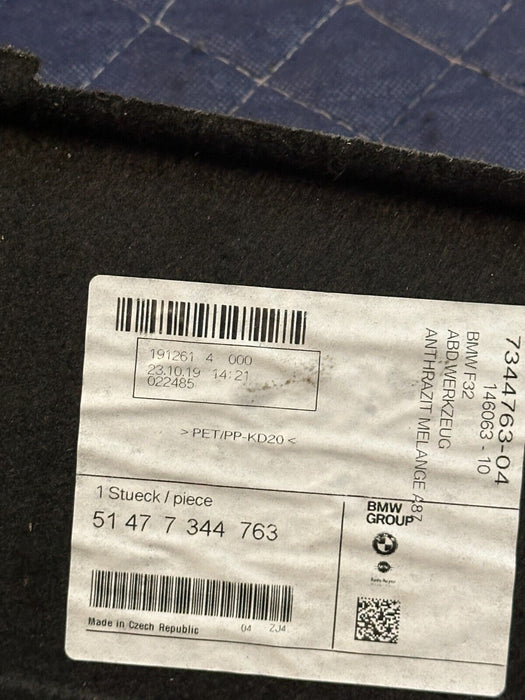 191261 4 000
23.10.19 14:21
022485
>PET/PP-KD20<
7344763-04
146063 - 10
BMW F32
ABD.WERKZEUG
ANTHRAZIT MELANGE A87
1 Stueck / piece
51 47 7 344 763
Made in Czech Republic 04 ZJ4
BMW
GROUP